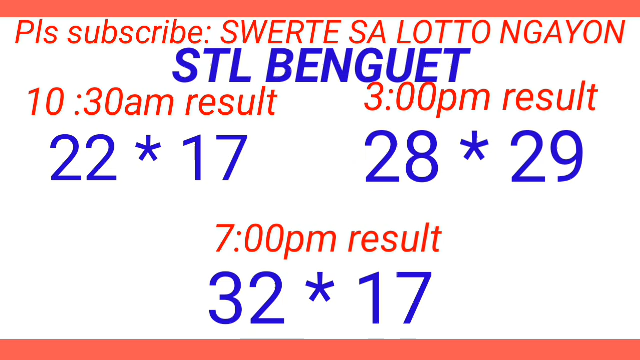 Pls subscribe: SWERTE SA LOTTO NGAYON
STL BENGUET
10 :30am result
22 * 17
3:00pm result
28 * 29
7:00pm result
32 * 17